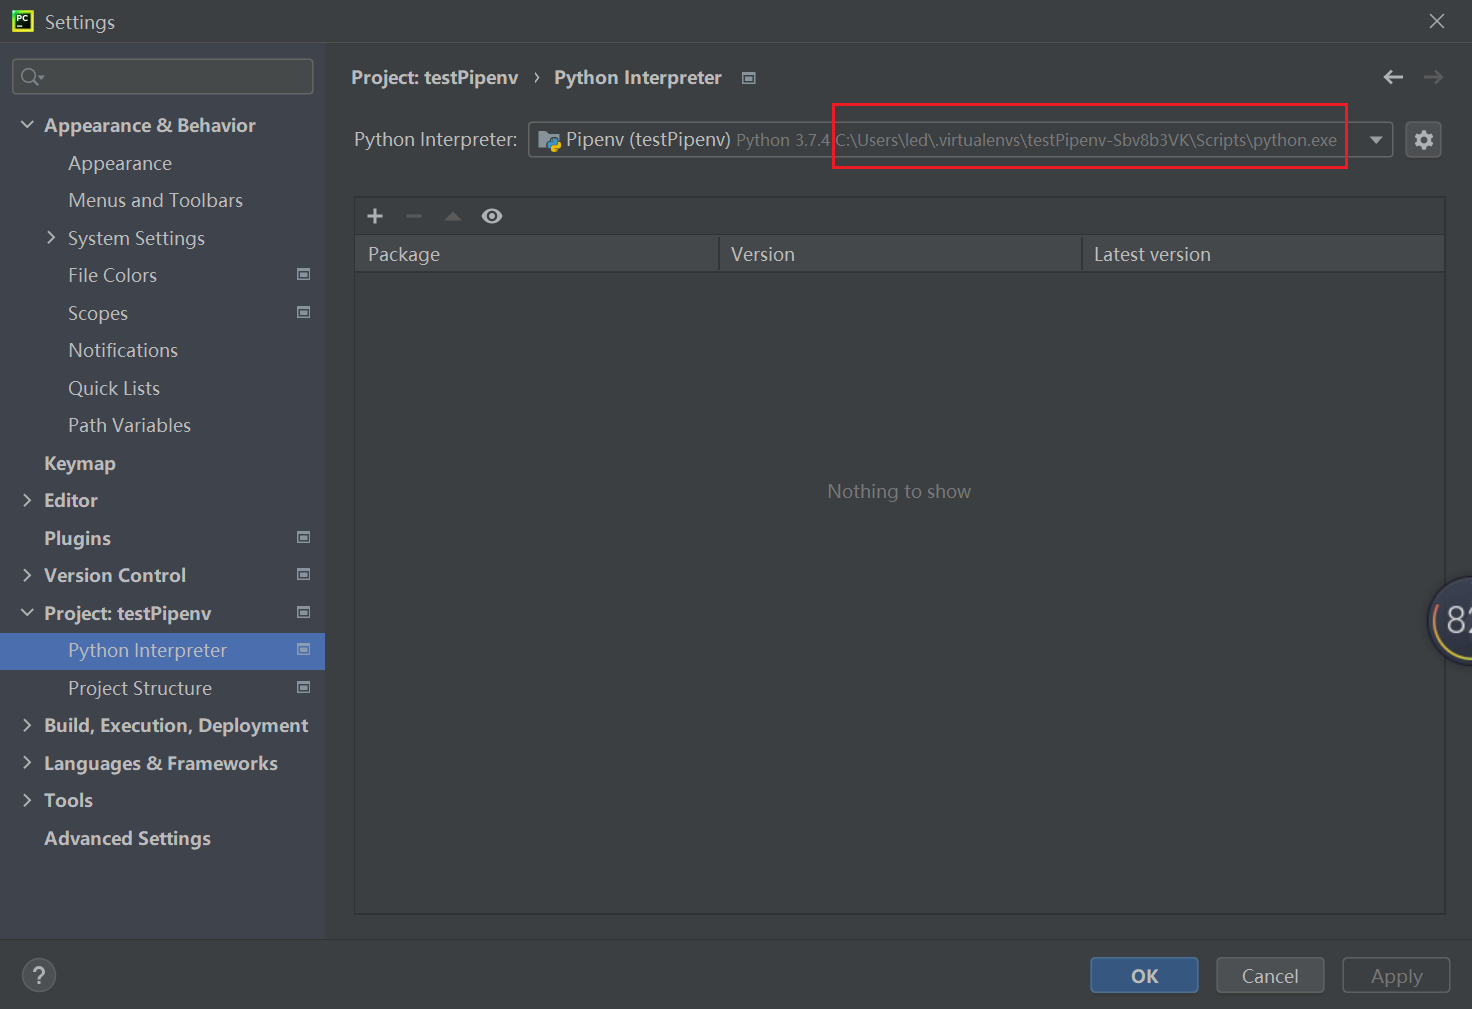 PC
Settings
Project: testPipenv › Python Interpreter
Python Interpreter: Pipenv (testPipenv) Python 3.7.4 C:\Users\led\.virtualenvs\testPipenv-Sbv8b3VK\Scripts\python.exe
Appearance & Behavior
Appearance
Menus and Toolbars
System Settings
File Colors
Scopes
Notifications
Quick Lists
Path Variables
Keymap
Editor
Plugins
Version Control
Project: testPipenv
Python Interpreter
Project Structure
Build, Execution, Deployment
Languages & Frameworks
Tools
Advanced Settings
Package Version Latest version
Nothing to show
82
?
OK Cancel Apply